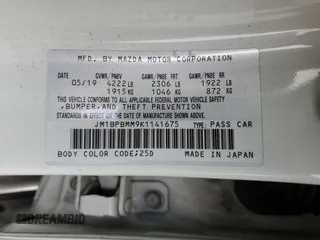 MFD. BY MAZDA MOTOR CORPORATION
GVWR/PNBV GAWR/PNBE FRT GAWR/PNBE RR
05/19 4222 LB 2306 LB 1922 LB
1915 KG 1046 KG 872 KG
THIS VEHICLE CONFORMS TO ALL APPLICABLE FEDERAL MOTOR VEHICLE SAFETY
, BUMPER, AND THEFT PREVENTION
STANDARDS IN EFFECT ON THE DATE OF MANUFACTURE SHOWN ABOVE.
JM1BPBMM9K1141675 TYPE: PASS CAR
BODY COLOR CODE:25D MADE IN JAPAN
DREAMBID